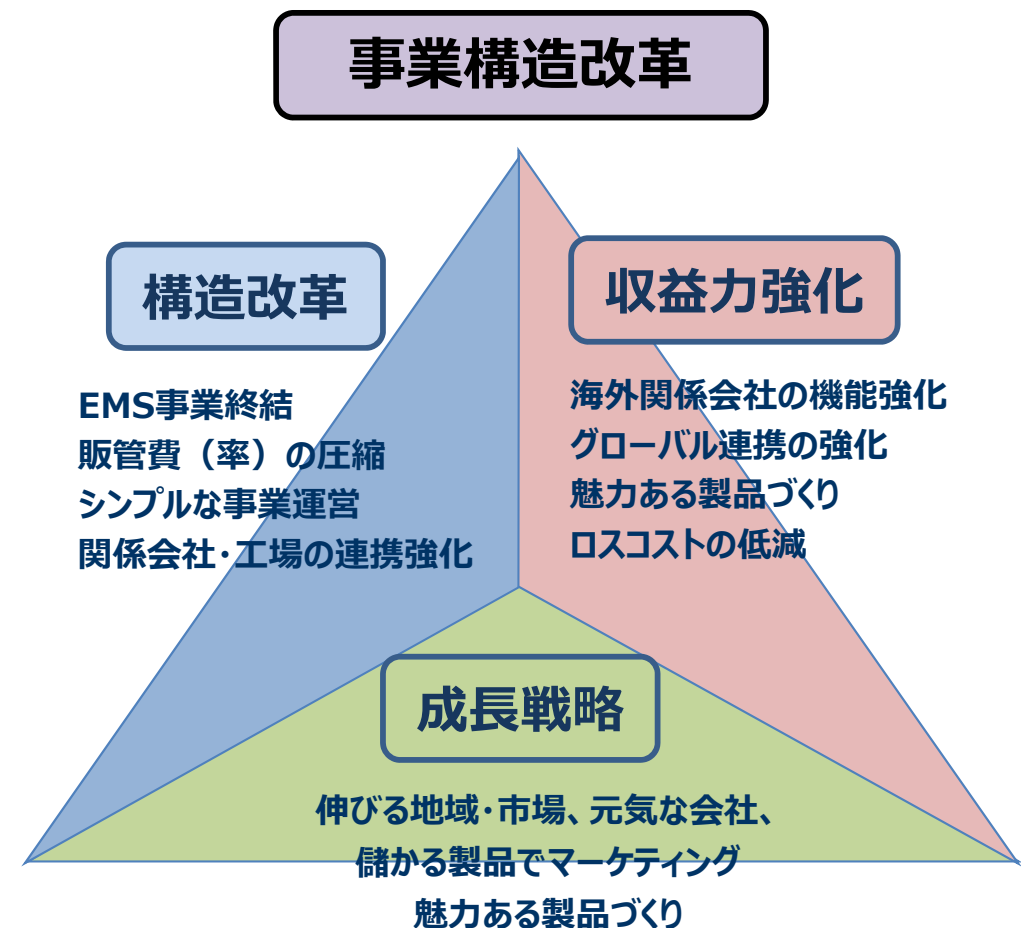 事業構造改革
構造改革
EMS事業終結
販管費（率）の圧縮
シンプルな事業運営
関係会社・工場の連携強化
収益力強化
海外関係会社の機能強化
グローバル連携の強化
魅力ある製品づくり
ロスコストの低減
成長戦略
伸びる地域・市場、元気な会社、
儲かる製品でマーケティング
魅力ある製品づくり